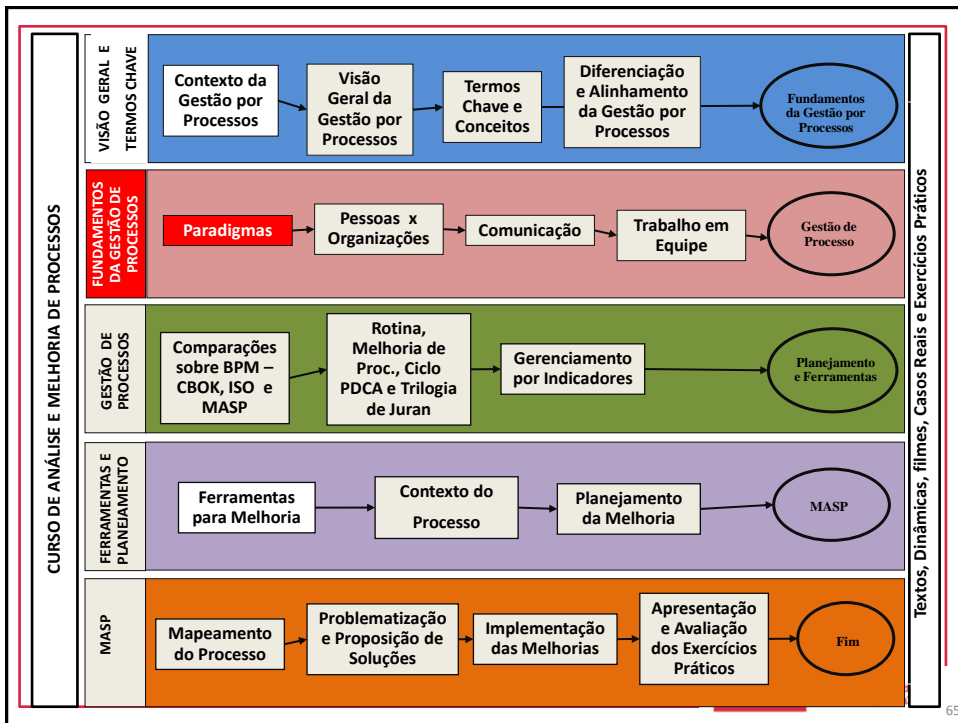 CURSO DE ANÁLISE E MELHORIA DE PROCESSOS
VISÃO GERAL E
TERMOS CHAVE
Contexto da
Gestão por
Processos
Visão
Geral da
Gestão por
Processos
Termos
Chave e
Conceitos
Diferenciação
e Alinhamento
da Gestão por
Processos
Fundamentos
da Gestão por
Processos
FUNDAMENTOS
DA GESTÃO DE
PROCESSOS
Paradigmas
Pessoas x
Organizações
Comunicação
Trabalho em
Equipe
Gestão de
Processo
GESTÃO DE
PROCESSOS
Comparações
sobre BPM –
CBOK, ISO e
MASP
Rotina,
Melhoria de
Proc., Ciclo
PDCA e Trilogia
de Juran
Gerenciamento
por Indicadores
Planejamento
e Ferramentas
FERRAMENTAS E
PLANEJAMENTO
Ferramentas
para Melhoria
Contexto do
Processo
Planejamento
da Melhoria
MASP
MASP
Mapeamento
do Processo
Problematização
e Proposição de
Soluções
Implementação
das Melhorias
Apresentação
e Avaliação
dos Exercícios
Práticos
Fim
Textos, Dinâmicas, filmes, Casos Reais e Exercícios Práticos
65